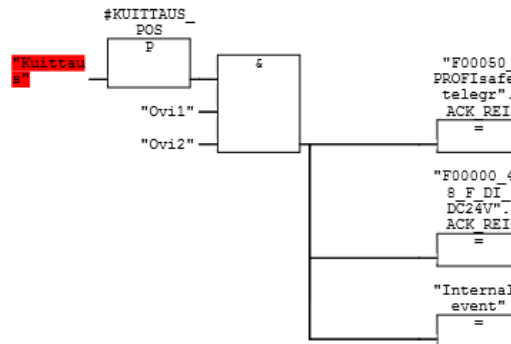 #KUITTAUS_
POS
P
"Kuittau
s"
&
"Ovi1"
"Ovi2"
"F00050_
PROFIsafe
telegr".
ACK_REI
=
"F00000_4
8_F_DI_
DC24V".
ACK_REI
=
"Internal
event"
=